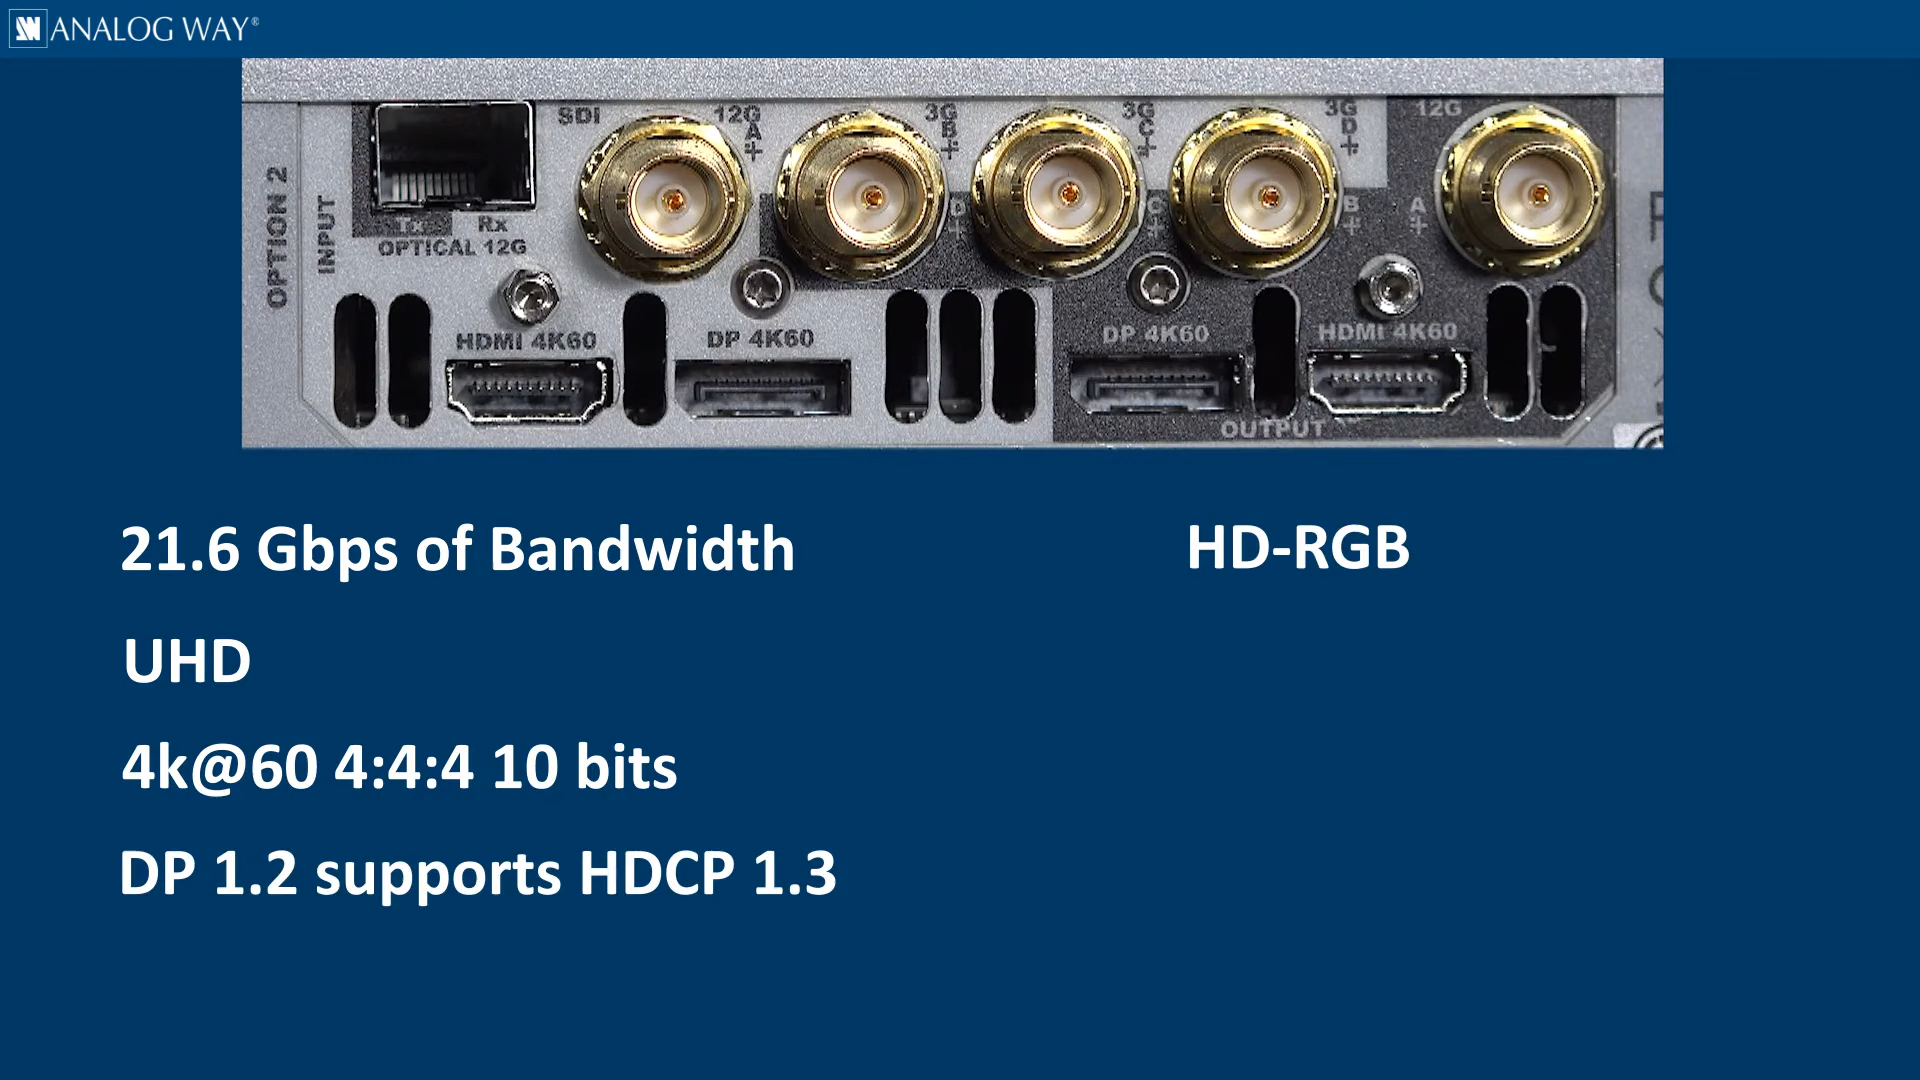 ANALOG WAY®
SDI 12G 3G 3G 3G 12G
A+ B+ C+ D+
D+ C+ B+ A+
OPTION 2
INPUT
Rx
OPTICAL 12G
HDMI 4K60 DP 4K60 DP 4K60 HDMI 4K60
OUTPUT
21.6 Gbps of Bandwidth
HD-RGB
UHD
4k@60 4:4:4 10 bits
DP 1.2 supports HDCP 1.3